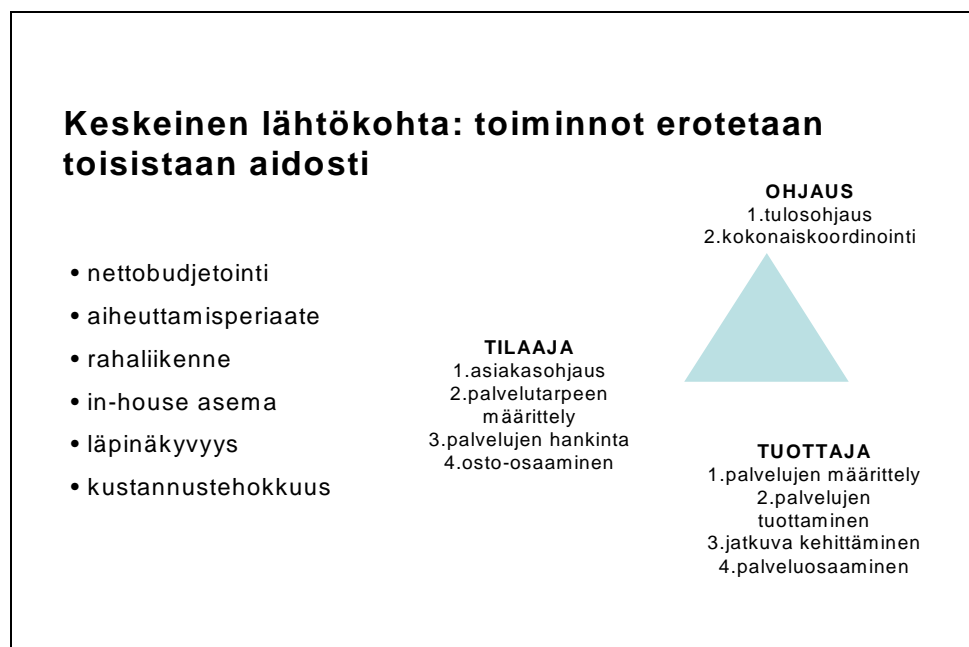 Keskeinen lähtökohta: toiminnot erotetaan
toisistaan aidosti
• nettobudjetointi
• aiheuttamisperiaate
• rahaliikenne
• in-house asema
• läpinäkyvyys
• kustannustehokkuus
OHJAUS
1.tulosohjaus
2.kokonaiskoordinointi
TILAAJA
1.asiakasohjaus
2.palvelutarpeen
määrittely
3.palvelujen hankinta
4.osto-osaaminen
TUOTTAJA
1.palvelujen määrittely
2.palvelujen
tuottaminen
3.jatkuva kehittäminen
4.palveluosaaminen